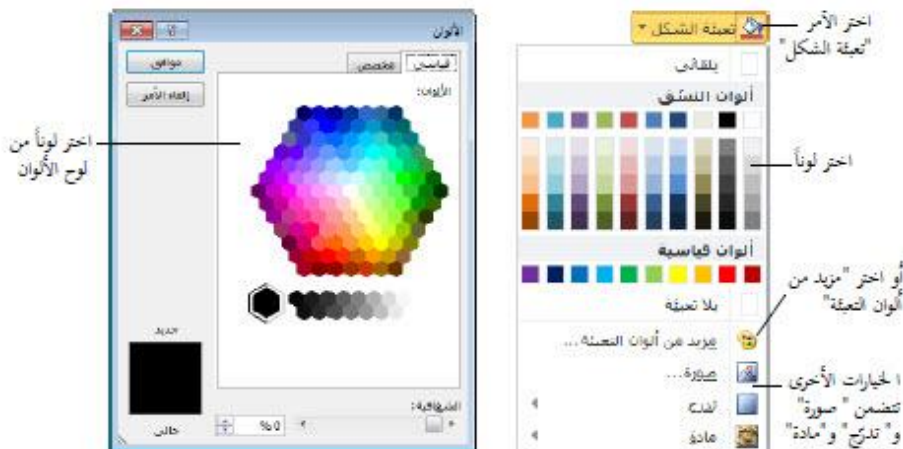 اختر الأمر
"تعبئة الشكل"
تعبئة الشكل
تلقائي
ألوان النسق
اختر لوناً
ألوان قياسية
بلا تعبئة
أو اختر "مزيد من
ألوان التعبئة"
مزيد من ألوان التعبئة...
صورة...
تدرج
مادة
الخيارات الأخرى
تتضمن "صورة"
و"تدرّج" و"مادة"
الألوان
قياسي
مخصص
موافق
إلغاء الأمر
الألوان:
اختر لوناً من
لوح الألوان
جديد
حالي
الشفافية:
0 %